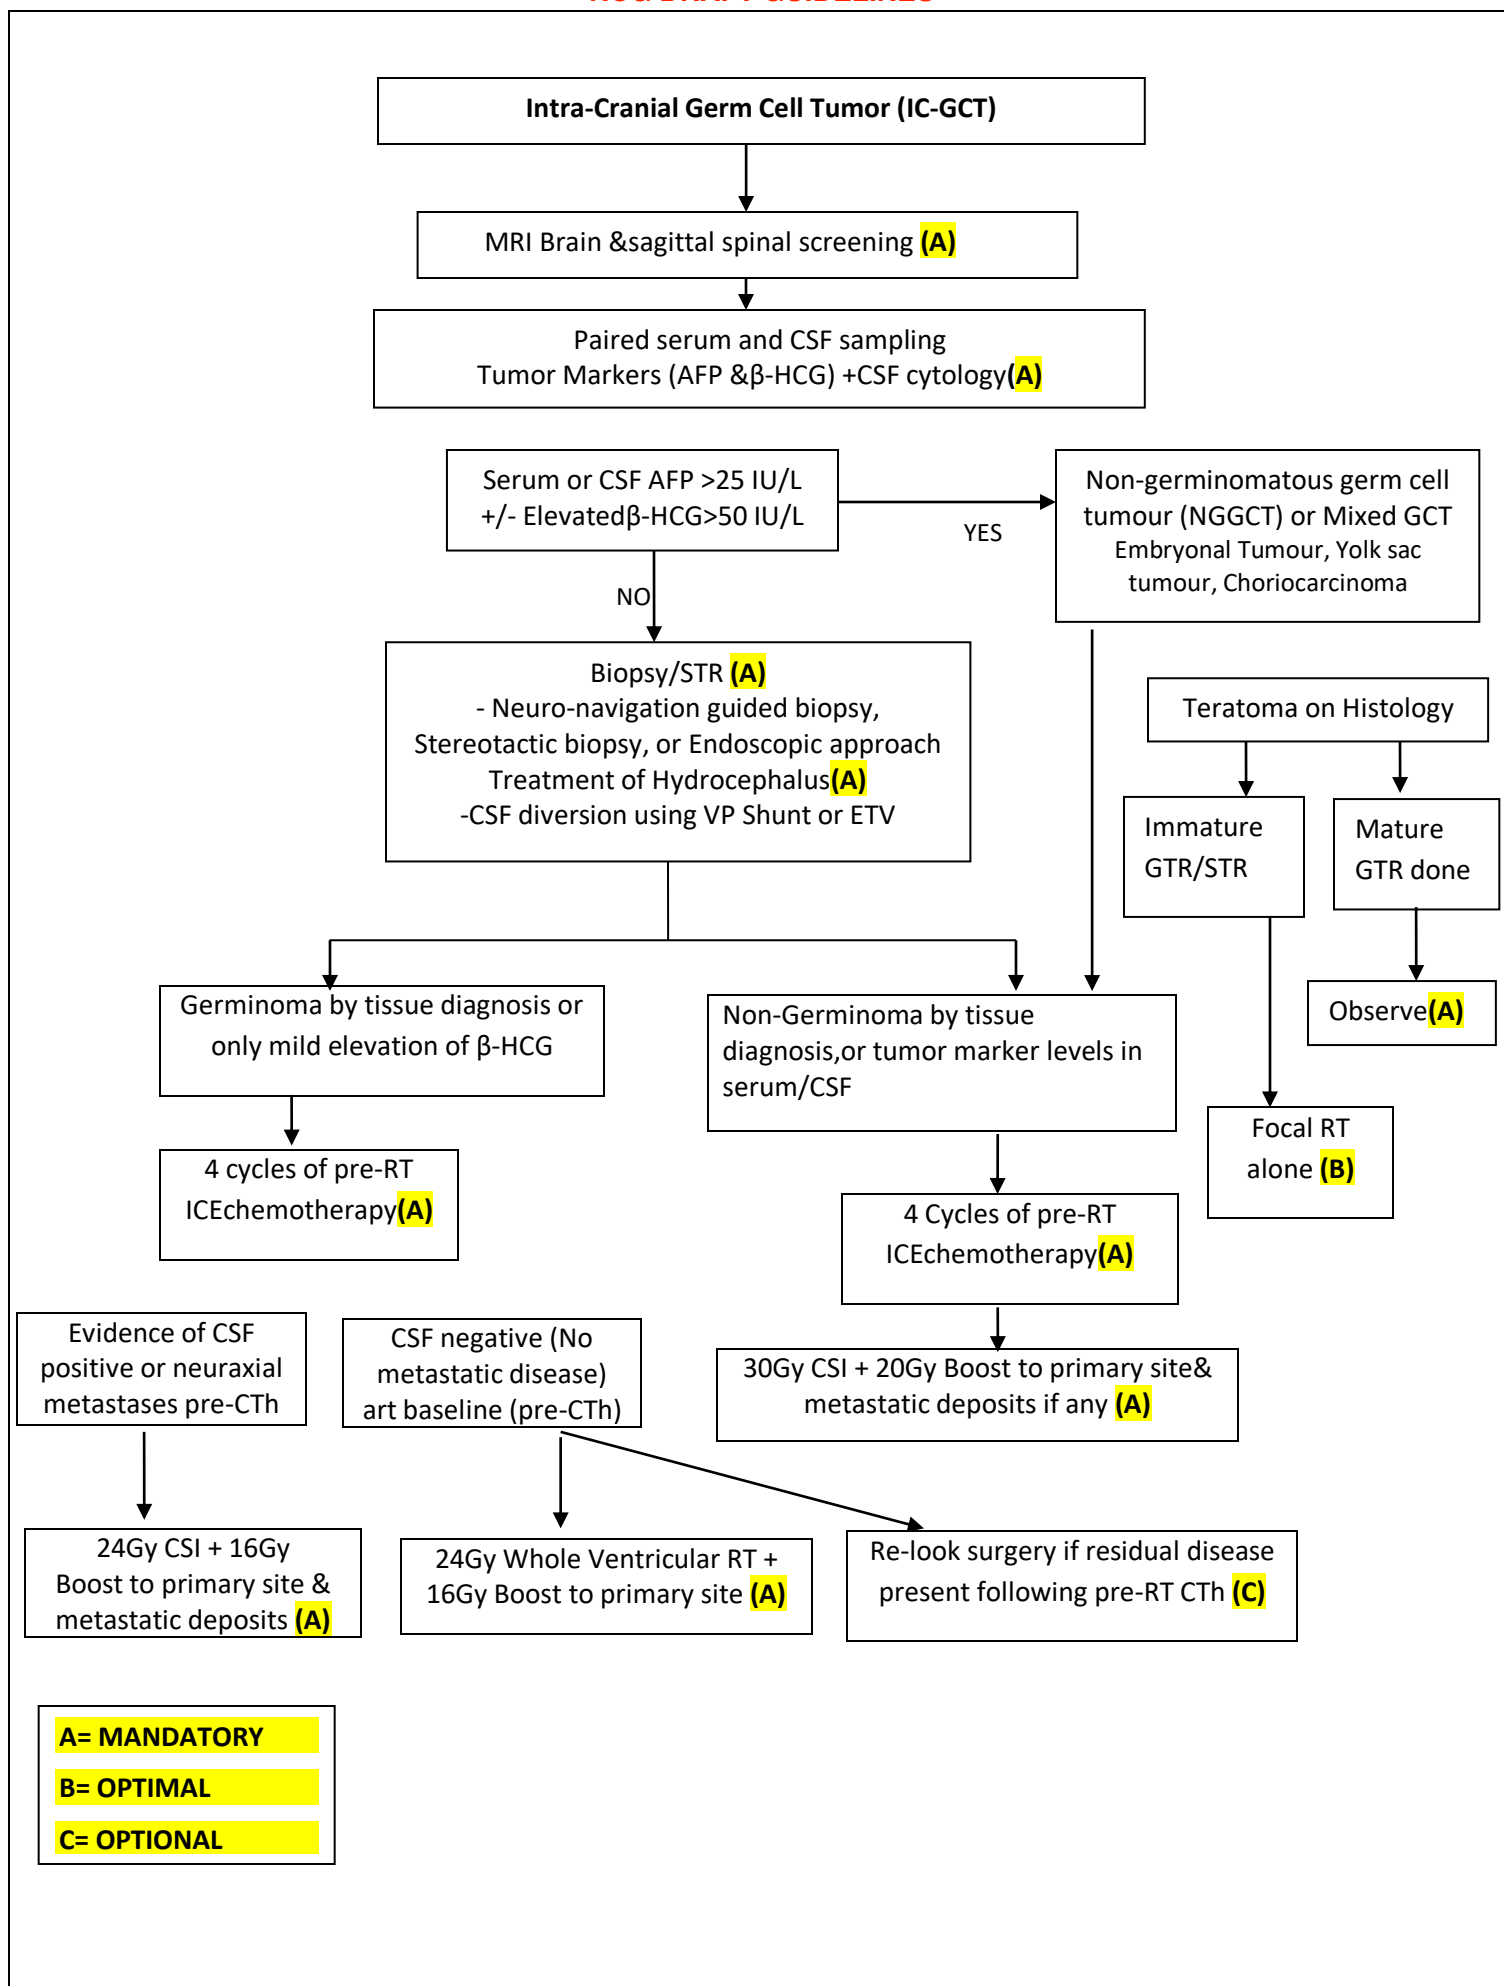 Intra-Cranial Germ Cell Tumor (IC-GCT)
MRI Brain &sagittal spinal screening (A)
Paired serum and CSF sampling
Tumor Markers (AFP &β-HCG) +CSF cytology(A)
Serum or CSF AFP >25 IU/L
+/- Elevatedβ-HCG>50 IU/L
YES
NO
Non-germinomatous germ cell
tumour (NGGCT) or Mixed GCT
Embryonal Tumour, Yolk sac
tumour, Choriocarcinoma
Biopsy/STR (A)
- Neuro-navigation guided biopsy,
Stereotactic biopsy, or Endoscopic approach
Treatment of Hydrocephalus(A)
-CSF diversion using VP Shunt or ETV
Teratoma on Histology
Immature
GTR/STR
Mature
GTR done
Observe(A)
Focal RT
alone (B)
Germinoma by tissue diagnosis or
only mild elevation of β-HCG
Non-Germinoma by tissue
diagnosis,or tumor marker levels in
serum/CSF
4 cycles of pre-RT
ICEchemotherapy(A)
4 Cycles of pre-RT
ICEchemotherapy(A)
Evidence of CSF
positive or neuraxial
metastases pre-CTh
CSF negative (No
metastatic disease)
art baseline (pre-CTh)
30Gy CSI + 20Gy Boost to primary site&
metastatic deposits if any (A)
24Gy CSI + 16Gy
Boost to primary site &
metastatic deposits (A)
24Gy Whole Ventricular RT +
16Gy Boost to primary site (A)
Re-look surgery if residual disease
present following pre-RT CTh (C)
A= MANDATORY
B= OPTIMAL
C= OPTIONAL